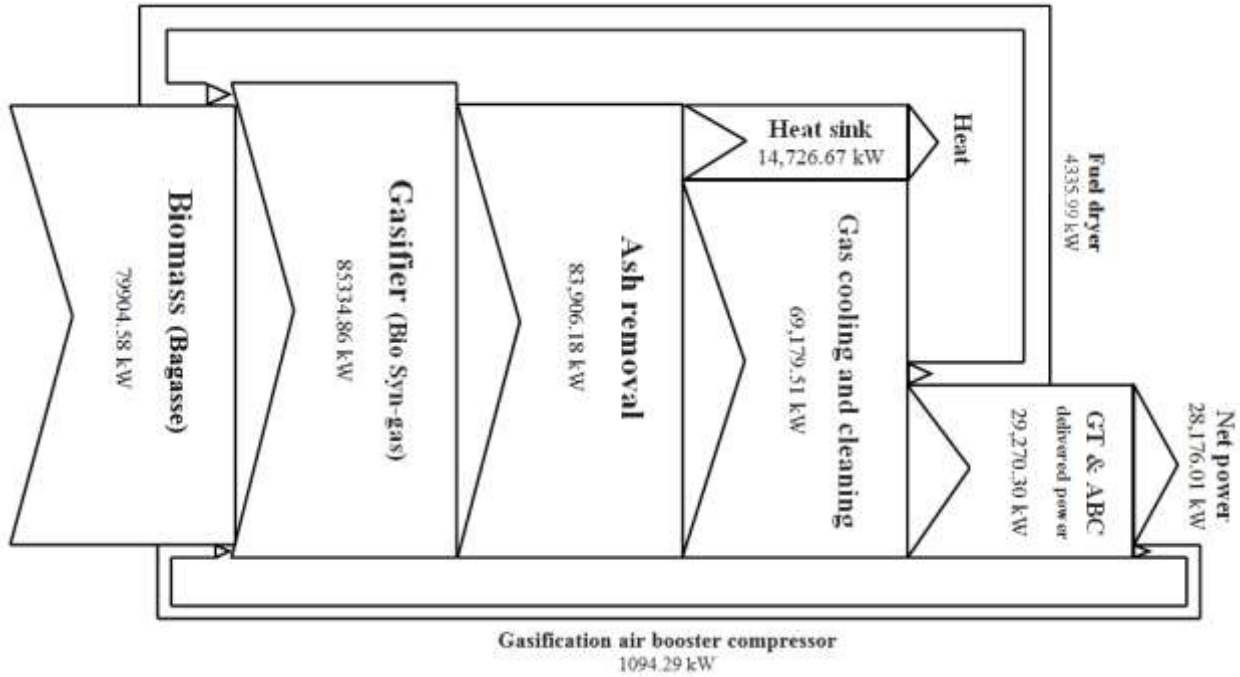 Biomass (Bagasse)
79904.58 kW
Gasifier (Bio Syn-gas)
85334.86 kW
Ash removal
83,906.18 kW
Heat sink
14,726.67 kW
Heat
Gas cooling and cleaning
69,179.51 kW
Fuel dryer
4335.99 kW
GT & ABC
delivered power
29,270.30 kW
Net power
28,176.01 kW
Gasification air booster compressor
1094.29 kW